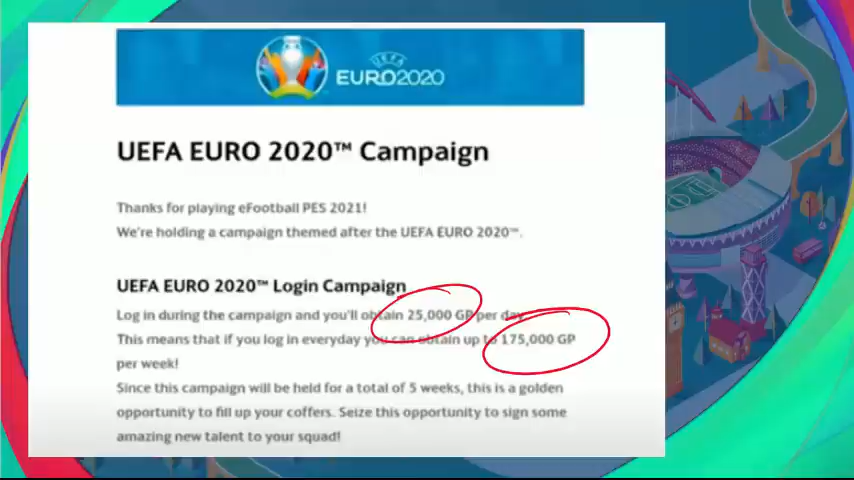 UEFA
EURO2020
UEFA EURO 2020™ Campaign
Thanks for playing eFootball PES 2021!
We're holding a campaign themed after the UEFA EURO 2020™.
UEFA EURO 2020™ Login Campaign
Log in during the campaign and you'll obtain 25,000 GP per day.
This means that if you log in everyday you can obtain up to 175,000 GP
per week!
Since this campaign will be held for a total of 5 weeks, this is a golden
opportunity to fill up your coffers. Seize this opportunity to sign some
amazing new talent to your squad!